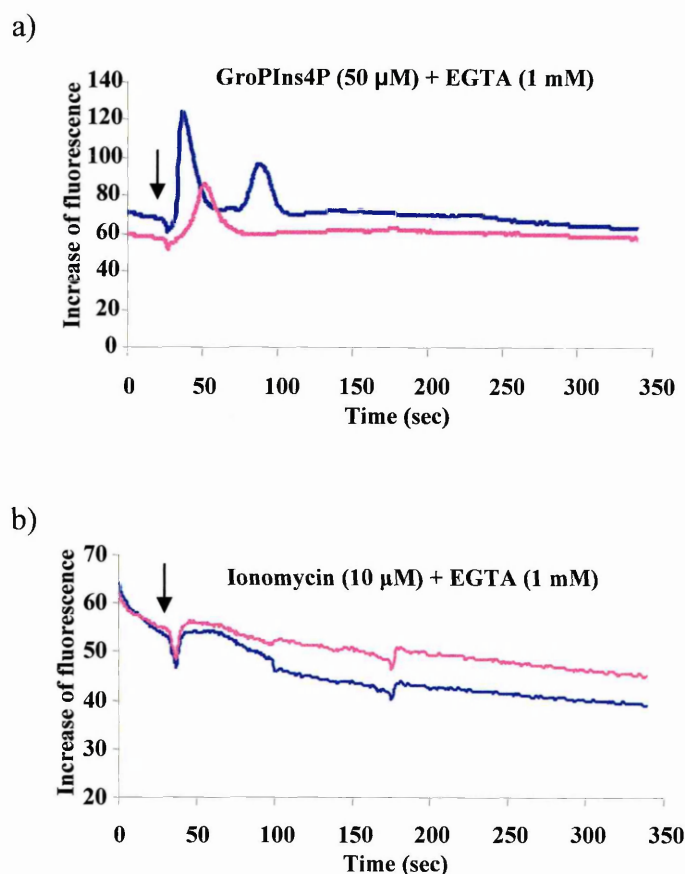 a)
GroPIns4P (50 µM) + EGTA (1 mM)
Increase of fluorescence
140
120
100
80
60
40
20
0
0 50 100 150 200 250 300 350
Time (sec)
b)
Ionomycin (10 µM) + EGTA (1 mM)
Increase of fluorescence
70
60
50
40
30
20
0 50 100 150 200 250 300 350
Time (sec)